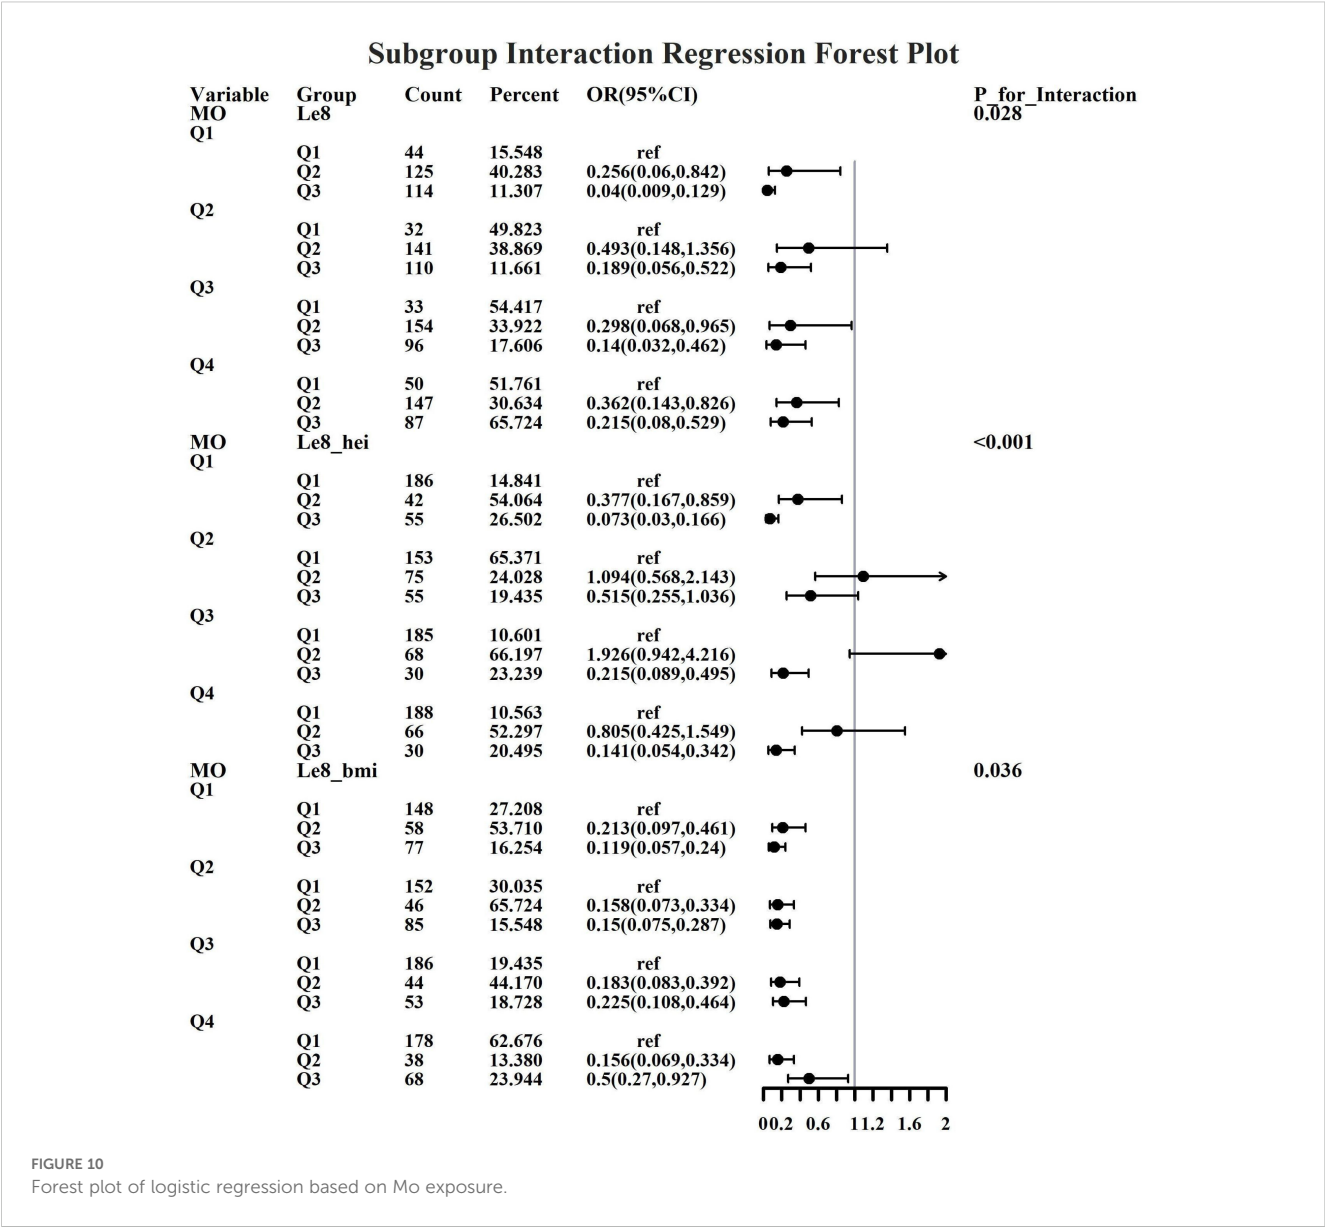 Subgroup Interaction Regression Forest Plot
Variable Group Count Percent OR(95%CI) P_for_Interaction
MO Le8 0.028
Q1
Q1 44 15.548 ref
Q2 125 40.283 0.256(0.06,0.842)
Q3 114 11.307 0.04(0.009,0.129)
Q2
Q1 32 49.823 ref
Q2 141 38.869 0.493(0.148,1.356)
Q3 110 11.661 0.189(0.056,0.522)
Q3
Q1 33 54.417 ref
Q2 154 33.922 0.298(0.068,0.965)
Q3 96 17.606 0.14(0.032,0.462)
Q4
Q1 50 51.761 ref
Q2 147 30.634 0.362(0.143,0.826)
Q3 87 65.724 0.215(0.08,0.529)
MO Le8_hei <0.001
Q1
Q1 186 14.841 ref
Q2 42 54.064 0.377(0.167,0.859)
Q3 55 26.502 0.073(0.03,0.166)
Q2
Q1 153 65.371 ref
Q2 75 24.028 1.094(0.568,2.143)
Q3 55 19.435 0.515(0.255,1.036)
Q3
Q1 185 10.601 ref
Q2 68 66.197 1.926(0.942,4.216)
Q3 30 23.239 0.215(0.089,0.495)
Q4
Q1 188 10.563 ref
Q2 66 52.297 0.805(0.425,1.549)
Q3 30 20.495 0.141(0.054,0.342)
MO Le8_bmi 0.036
Q1
Q1 148 27.208 ref
Q2 58 53.710 0.213(0.097,0.461)
Q3 77 16.254 0.119(0.057,0.24)
Q2
Q1 152 30.035 ref
Q2 46 65.724 0.158(0.073,0.334)
Q3 85 15.548 0.15(0.075,0.287)
Q3
Q1 186 19.435 ref
Q2 44 44.170 0.183(0.083,0.392)
Q3 53 18.728 0.225(0.108,0.464)
Q4
Q1 178 62.676 ref
Q2 38 13.380 0.156(0.069,0.334)
Q3 68 23.944 0.5(0.27,0.927)
0 0.2 0.6 1 1.2 1.6 2
FIGURE 10
Forest plot of logistic regression based on Mo exposure.